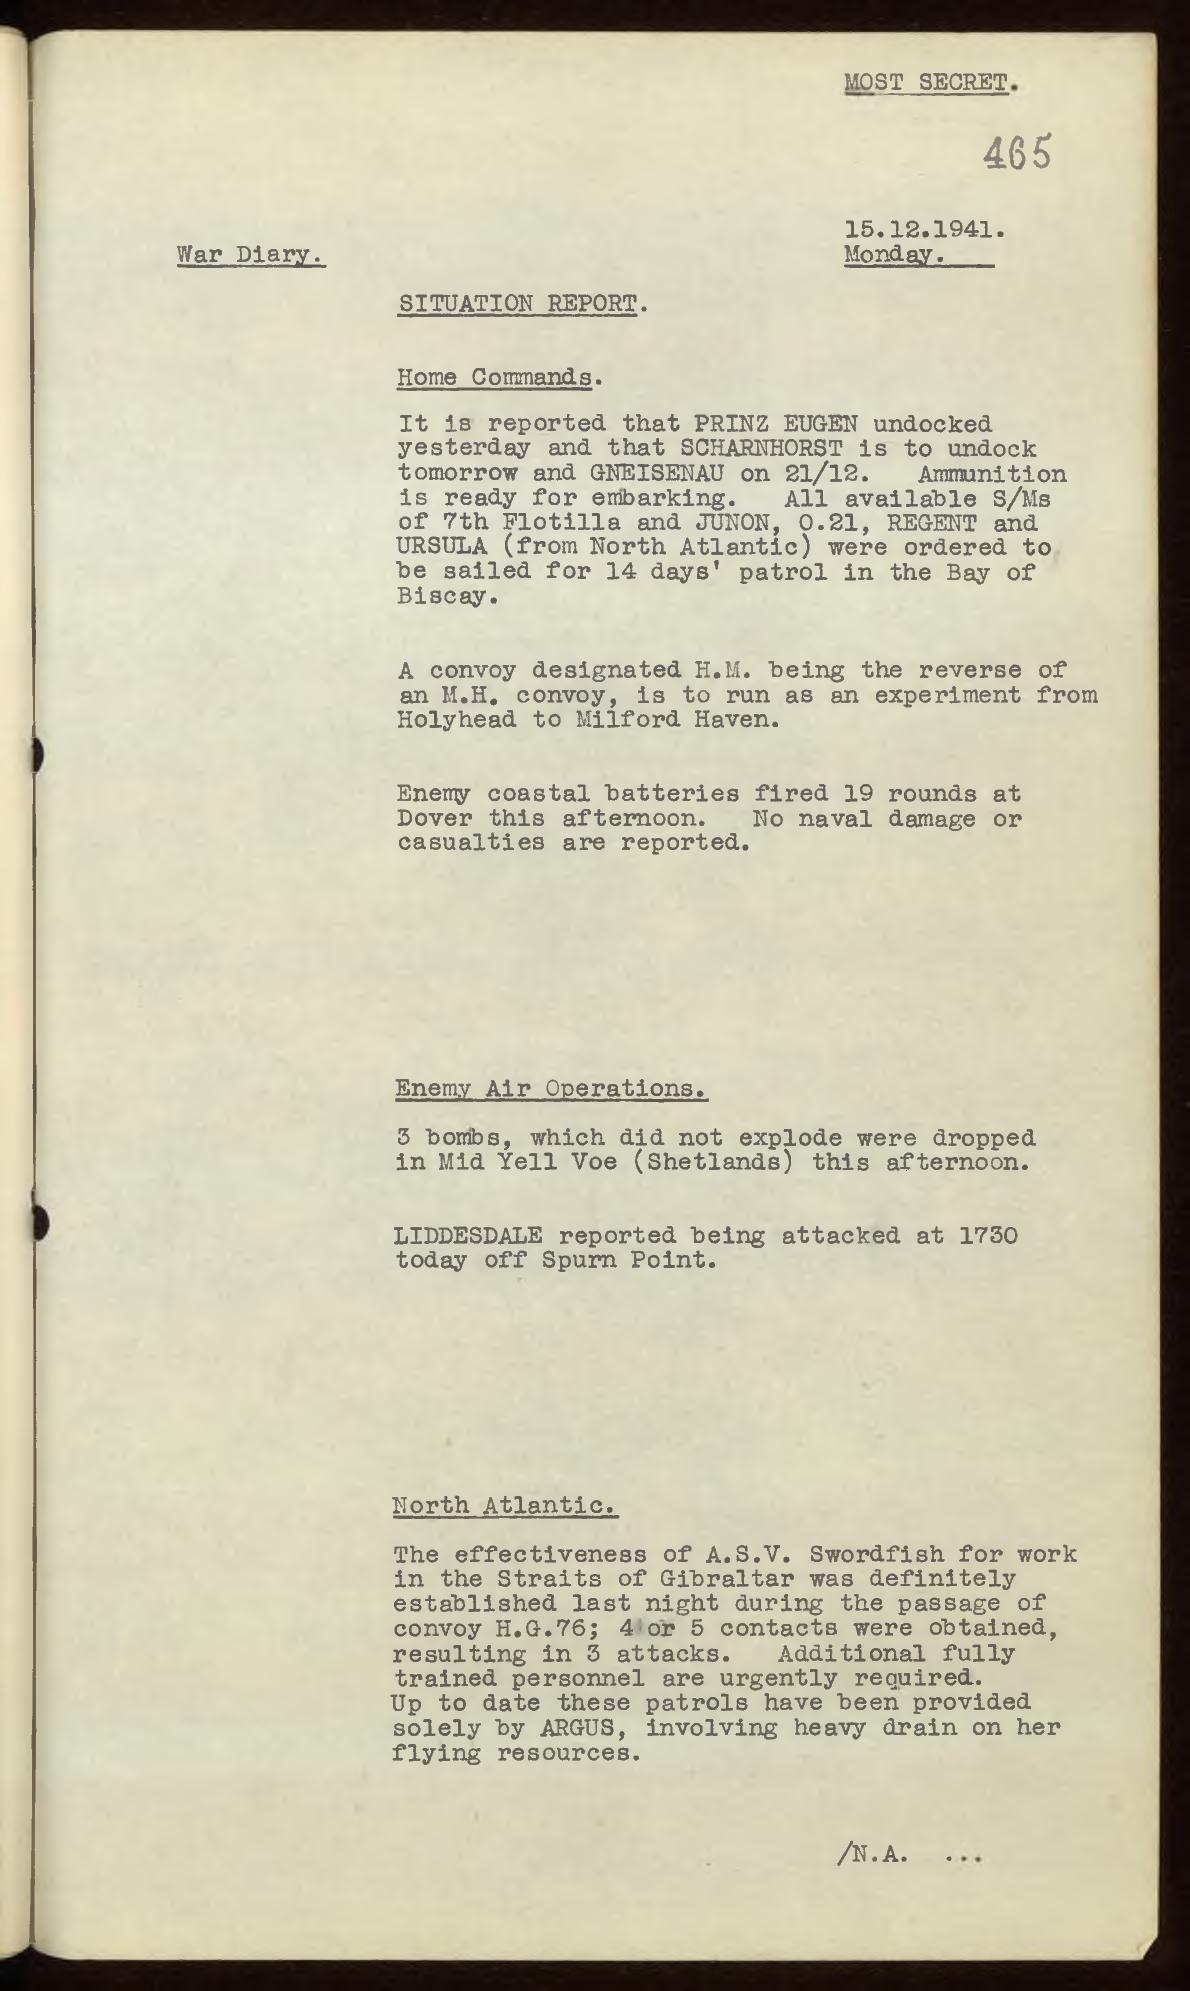 MOST SECRET.
465
15.12.1941.
War Diary.
Monday.
SITUATION REPORT.
Home Commands.
It is reported that PRINZ EUGEN undocked
yesterday and that SCHARNHORST is to undock
tomorrow and GNEISENAU on 21/12. Ammunition
is ready for embarking. All available S/Ms
of 7th Flotilla and JUNON, O.21, REGENT and
URSULA (from North Atlantic) were ordered to
be sailed for 14 days' patrol in the Bay of
Biscay.
A convoy designated H.M. being the reverse of
an M.H. convoy, is to run as an experiment from
Holyhead to Milford Haven.
Enemy coastal batteries fired 19 rounds at
Dover this afternoon. No naval damage or
casualties are reported.
Enemy Air Operations.
3 bombs, which did not explode were dropped
in Mid Yell Voe (Shetlands) this afternoon.
LIDDESDALE reported being attacked at 1730
today off Spurn Point.
North Atlantic.
The effectiveness of A.S.V. Swordfish for work
in the Straits of Gibraltar was definitely
established last night during the passage of
convoy H.G.76; 4 or 5 contacts were obtained,
resulting in 3 attacks. Additional fully
trained personnel are urgently required.
Up to date these patrols have been provided
solely by ARGUS, involving heavy drain on her
flying resources.
/N.A. ...